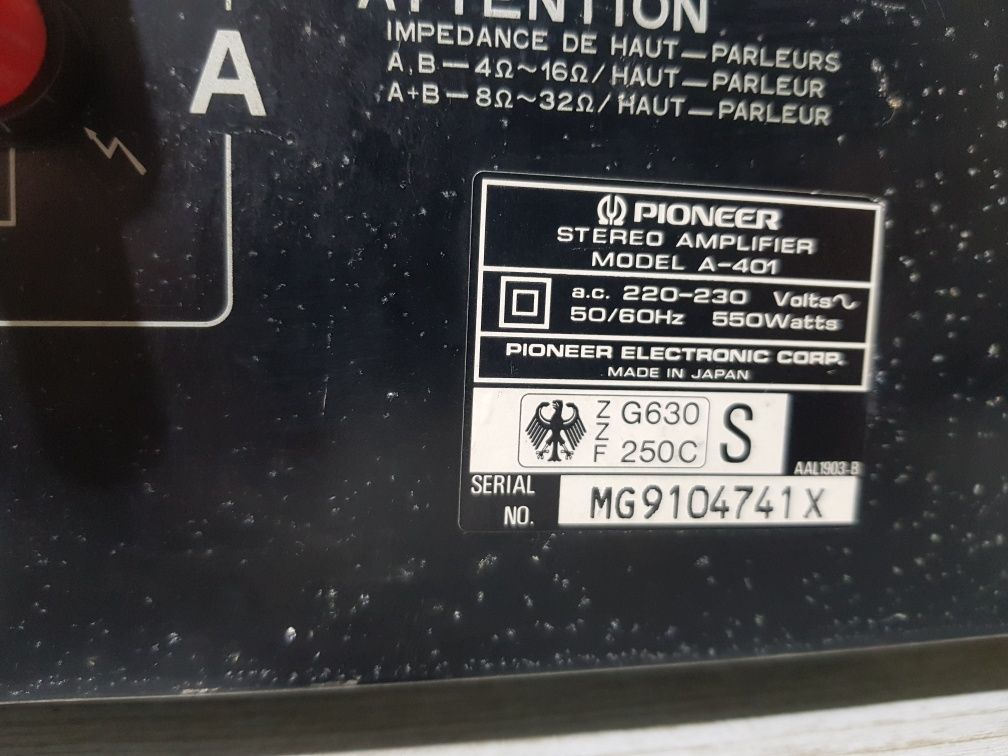 ATTENTION
IMPEDANCE DE HAUT—PARLEURS
A,B—4Ω~16Ω/HAUT—PARLEUR
A+B—8Ω~32Ω/HAUT—PARLEUR
A
PIONEER
STEREO AMPLIFIER
MODEL A-401
a.c. 220-230 Volts~
50/60Hz 550Watts
PIONEER ELECTRONIC CORP.
MADE IN JAPAN
ZZF G630 250C S
AAL1903-B
SERIAL NO. MG9104741X